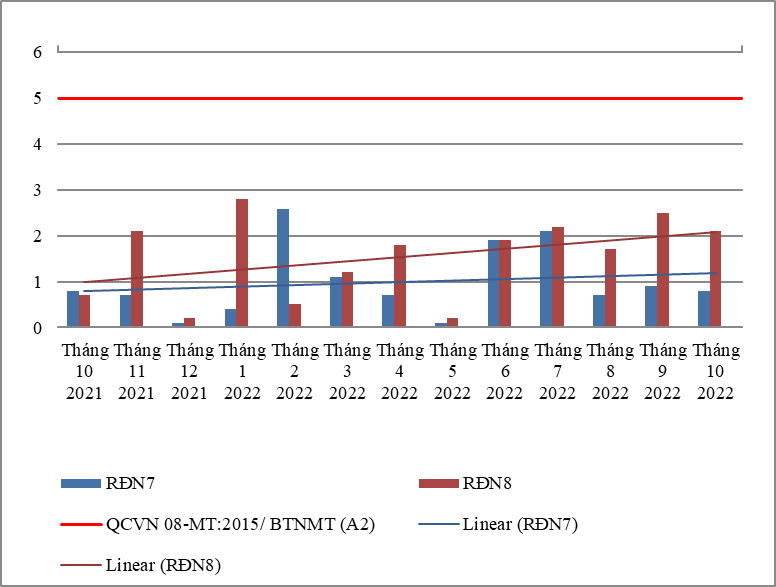 6
5
4
3
2
1
0
Tháng 10 2021
Tháng 11 2021
Tháng 12 2021
Tháng 1 2022
Tháng 2 2022
Tháng 3 2022
Tháng 4 2022
Tháng 5 2022
Tháng 6 2022
Tháng 7 2022
Tháng 8 2022
Tháng 9 2022
Tháng 10 2022
RĐN7
RĐN8
QCVN 08-MT:2015/ BTNMT (A2)
Linear (RĐN7)
Linear (RĐN8)